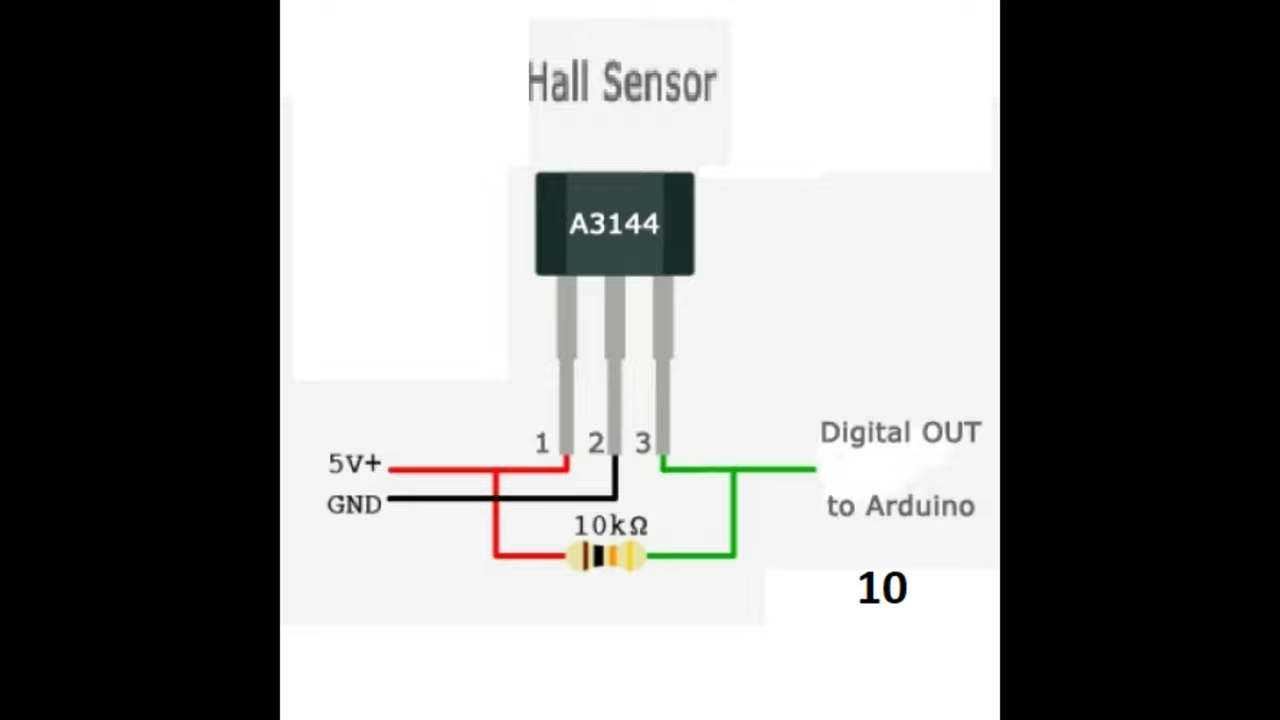 Hall Sensor
A3144
1 2 3
5V+
GND
10kΩ
Digital OUT
to Arduino
10